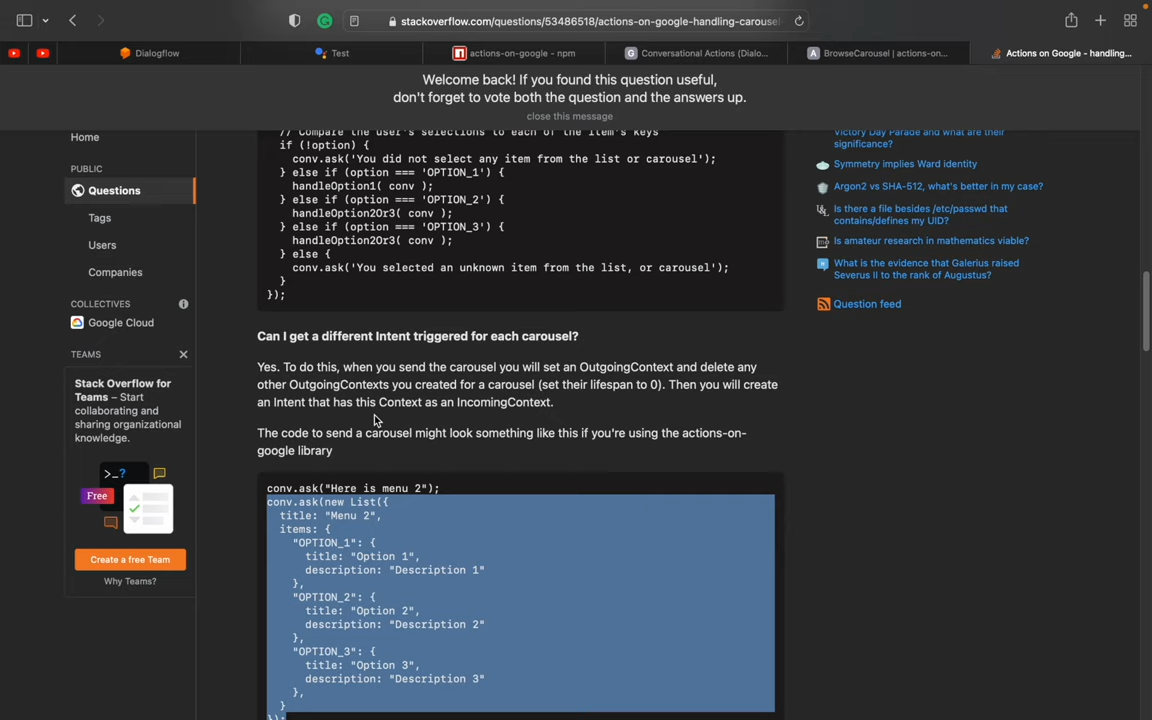 stackoverflow.com/questions/53486518/actions-on-google-handling-carousel
Dialogflow
Test
actions-on-google - npm
Conversational Actions (Dialo...
BrowseCarousel | actions-on...
Actions on Google - handling...
Welcome back! If you found this question useful,
don't forget to vote both the question and the answers up.
close this message
Home
PUBLIC
Questions
Tags
Users
Companies
COLLECTIVES
Google Cloud
TEAMS
Stack Overflow for
Teams – Start
collaborating and
sharing organizational
knowledge.
>_?
Free
Create a free Team
Why Teams?
// Compare the user's selections to each of the item's keys
if (!option) {
conv.ask('You did not select any item from the list or carousel');
} else if (option === 'OPTION_1') {
handleOption1( conv );
} else if (option === 'OPTION_2') {
handleOption2Or3( conv );
} else if (option === 'OPTION_3') {
handleOption2Or3( conv );
} else {
conv.ask('You selected an unknown item from the list, or carousel');
}
});
Can I get a different Intent triggered for each carousel?
Yes. To do this, when you send the carousel you will set an OutgoingContext and delete any
other OutgoingContexts you created for a carousel (set their lifespan to 0). Then you will create
an Intent that has this Context as an IncomingContext.
The code to send a carousel might look something like this if you're using the actions-on-
google library
conv.ask("Here is menu 2");
conv.ask(new List({
title: "Menu 2",
items: {
"OPTION_1": {
title: "Option 1",
description: "Description 1"
},
"OPTION_2": {
title: "Option 2",
description: "Description 2"
},
"OPTION_3": {
title: "Option 3",
description: "Description 3"
},
}
});
Victory Day Parade and what are their
significance?
Symmetry implies Ward identity
Argon2 vs SHA-512, what's better in my case?
Is there a file besides /etc/passwd that
contains/defines my UID?
Is amateur research in mathematics viable?
What is the evidence that Galerius raised
Severus II to the rank of Augustus?
Question feed